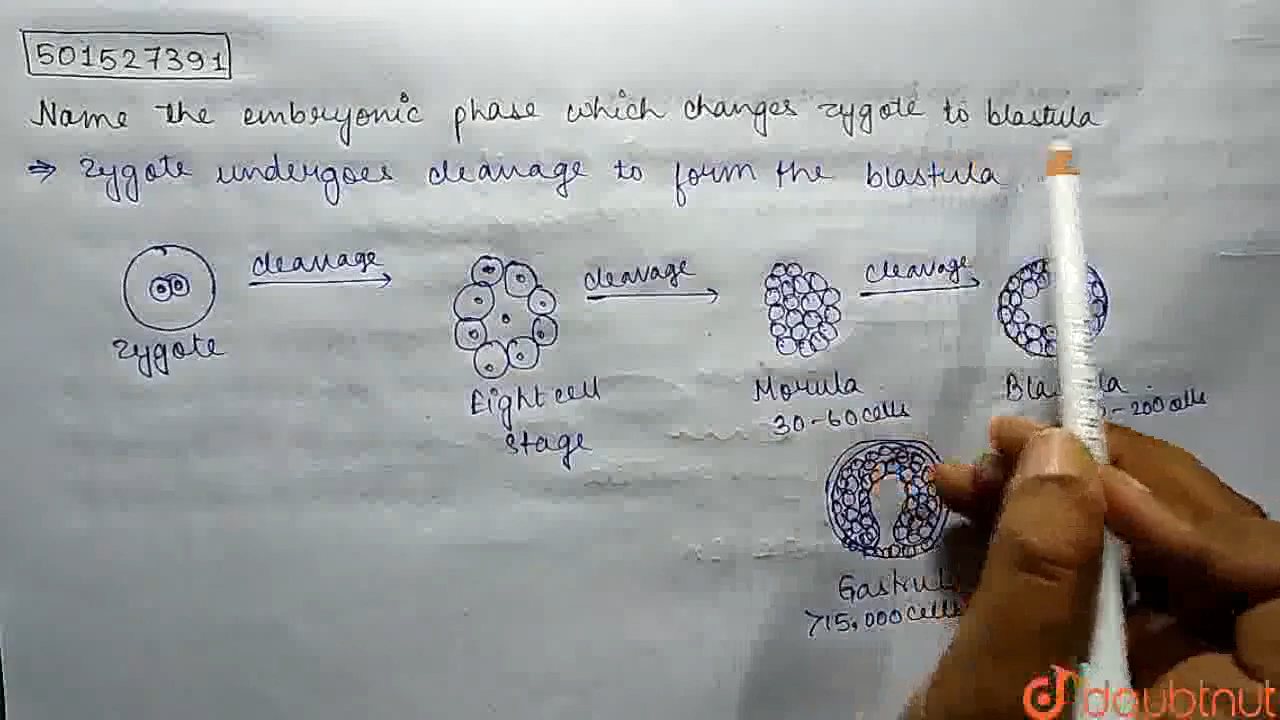 501527391
Name the embryonic phase which changes zygote to blastula
⇒ zygote undergoes cleavage to form the blastula
cleavage
cleavage
cleavage
zygote
Eight cell
stage
Morula
30-60 cells
-200 cells
>15,000 cells
doubtnut